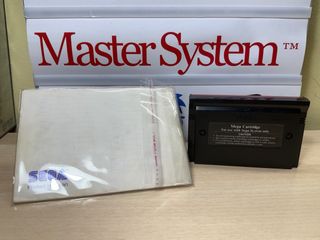 Master System™
Mega Cartridge
For use with Sega System only
SEGA